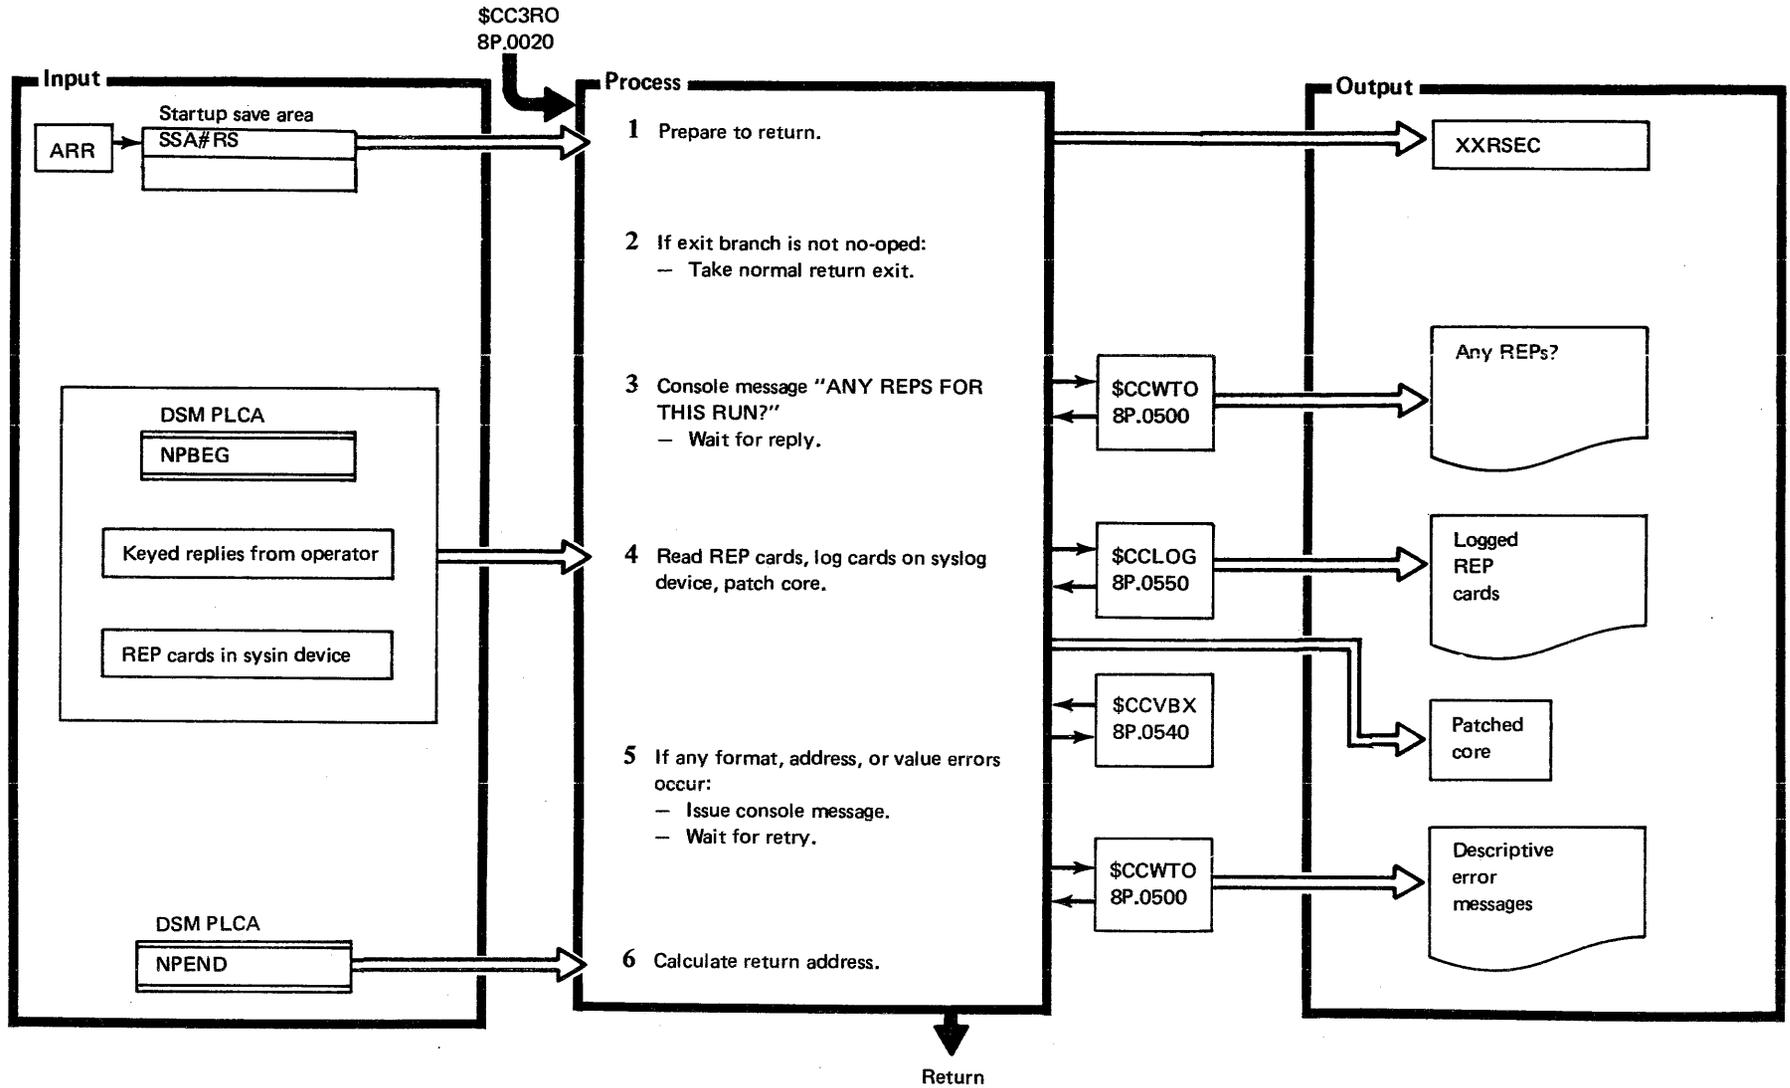 $CC3RO
8P.0020
Input
Startup save area
ARR
SSA#RS
DSM PLCA
NPBEG
Keyed replies from operator
REP cards in sysin device
DSM PLCA
NPEND
Process
1 Prepare to return.
2 If exit branch is not no-oped:
— Take normal return exit.
3 Console message "ANY REPS FOR
THIS RUN?"
— Wait for reply.
4 Read REP cards, log cards on syslog
device, patch core.
5 If any format, address, or value errors
occur:
— Issue console message.
— Wait for retry.
6 Calculate return address.
$CCWTO
8P.0500
$CCLOG
8P.0550
$CCVBX
8P.0540
$CCWTO
8P.0500
Output
XXRSEC
Any REPs?
Logged
REP
cards
Patched
core
Descriptive
error
messages
Return